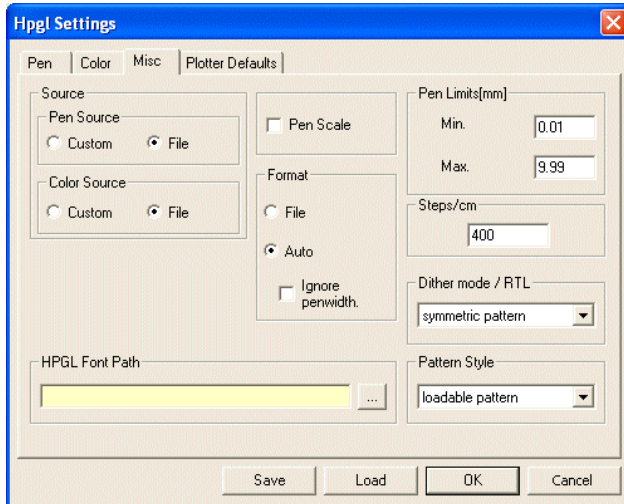 Hpgl Settings
Pen Color Misc Plotter Defaults
Source
Pen Source
Custom File
Color Source
Custom File
Pen Scale
Format
File
Auto
Ignore
penwidth.
Pen Limits[mm]
Min. 0.01
Max. 9.99
Steps/cm
400
Dither mode / RTL
symmetric pattern
HPGL Font Path
...
Pattern Style
loadable pattern
Save Load OK Cancel